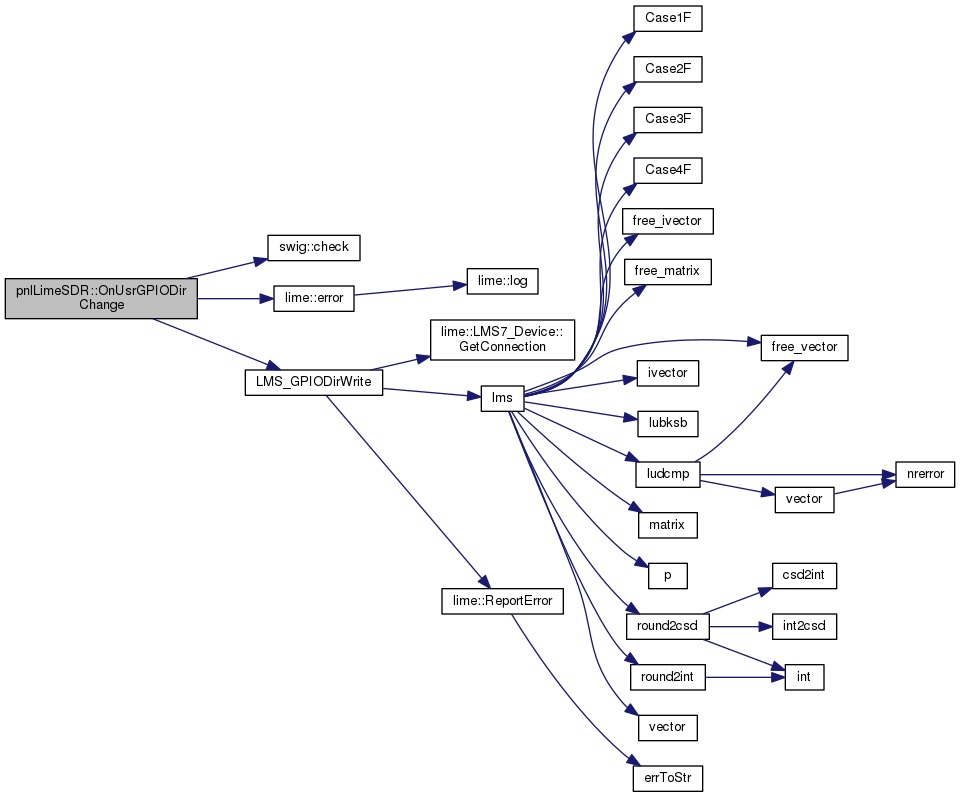 Case1F
Case2F
Case3F
Case4F
free_ivector
swig::check
free_matrix
pnlLimeSDR::OnUsrGPIODir
Change
lime::error
lime::log
lime::LMS7_Device::
GetConnection
free_vector
LMS_GPIODirWrite
ivector
lms
lubksb
ludcmp
nrerror
vector
matrix
p
csd2int
lime::ReportError
round2csd
int2csd
round2int
int
vector
errToStr